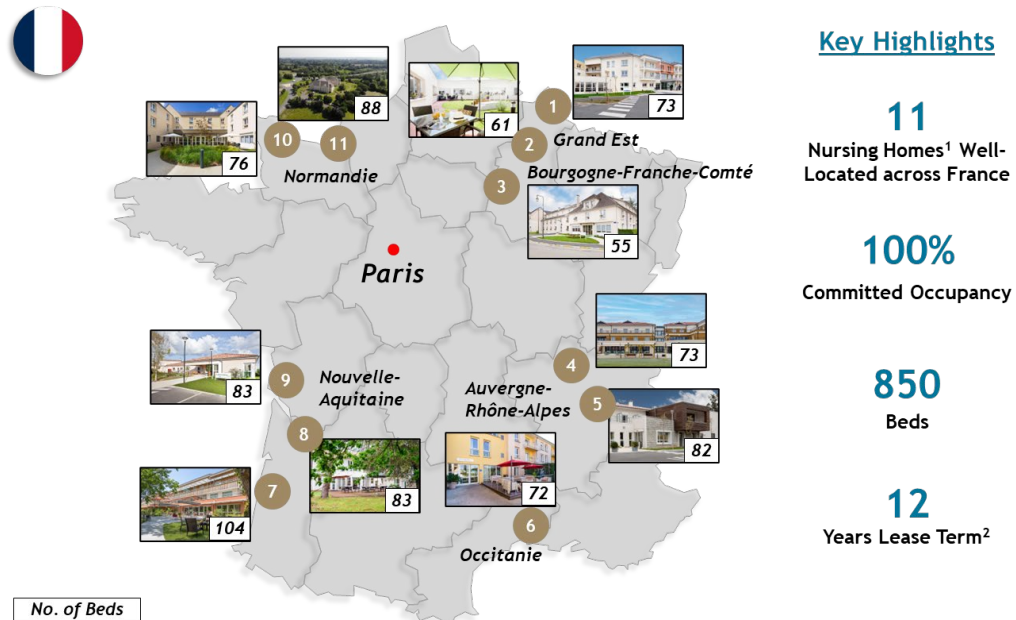 Key Highlights
11
Nursing Homes¹ Well-
Located across France
100%
Committed Occupancy
850
Beds
12
Years Lease Term²
88
61
73
76
1
2
Grand Est
3
Bourgogne-Franche-Comté
10
11
Normandie
55
Paris
73
4
83
9
Nouvelle-
Aquitaine
Auvergne-
Rhône-Alpes
5
82
8
83
72
7
104
6
Occitanie
No. of Beds